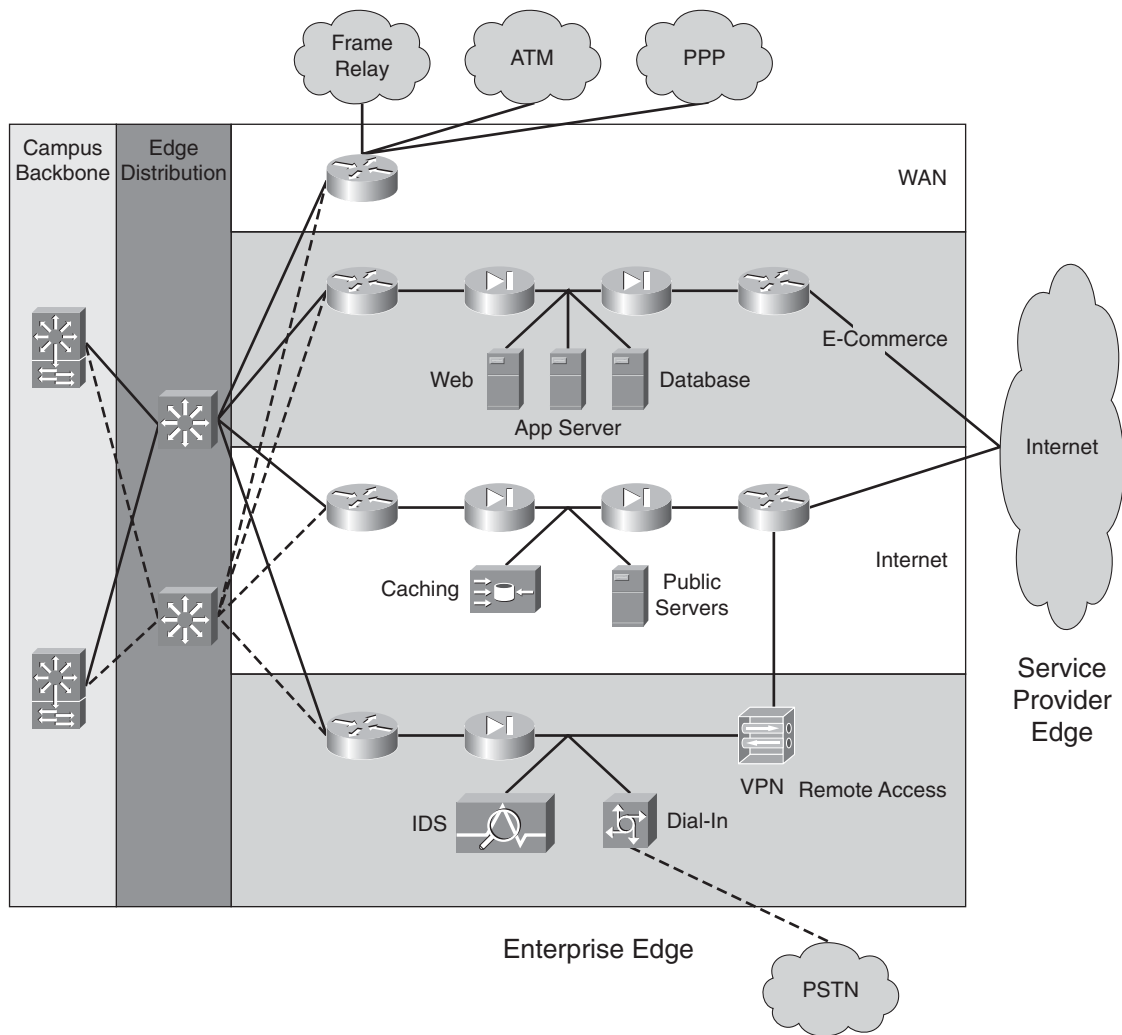 Frame
Relay
ATM
PPP
Campus
Backbone
Edge
Distribution
WAN
E-Commerce
Web
Database
App Server
Internet
Internet
Caching
Public
Servers
Service
Provider
Edge
VPN
Remote Access
IDS
Dial-In
Enterprise Edge
PSTN